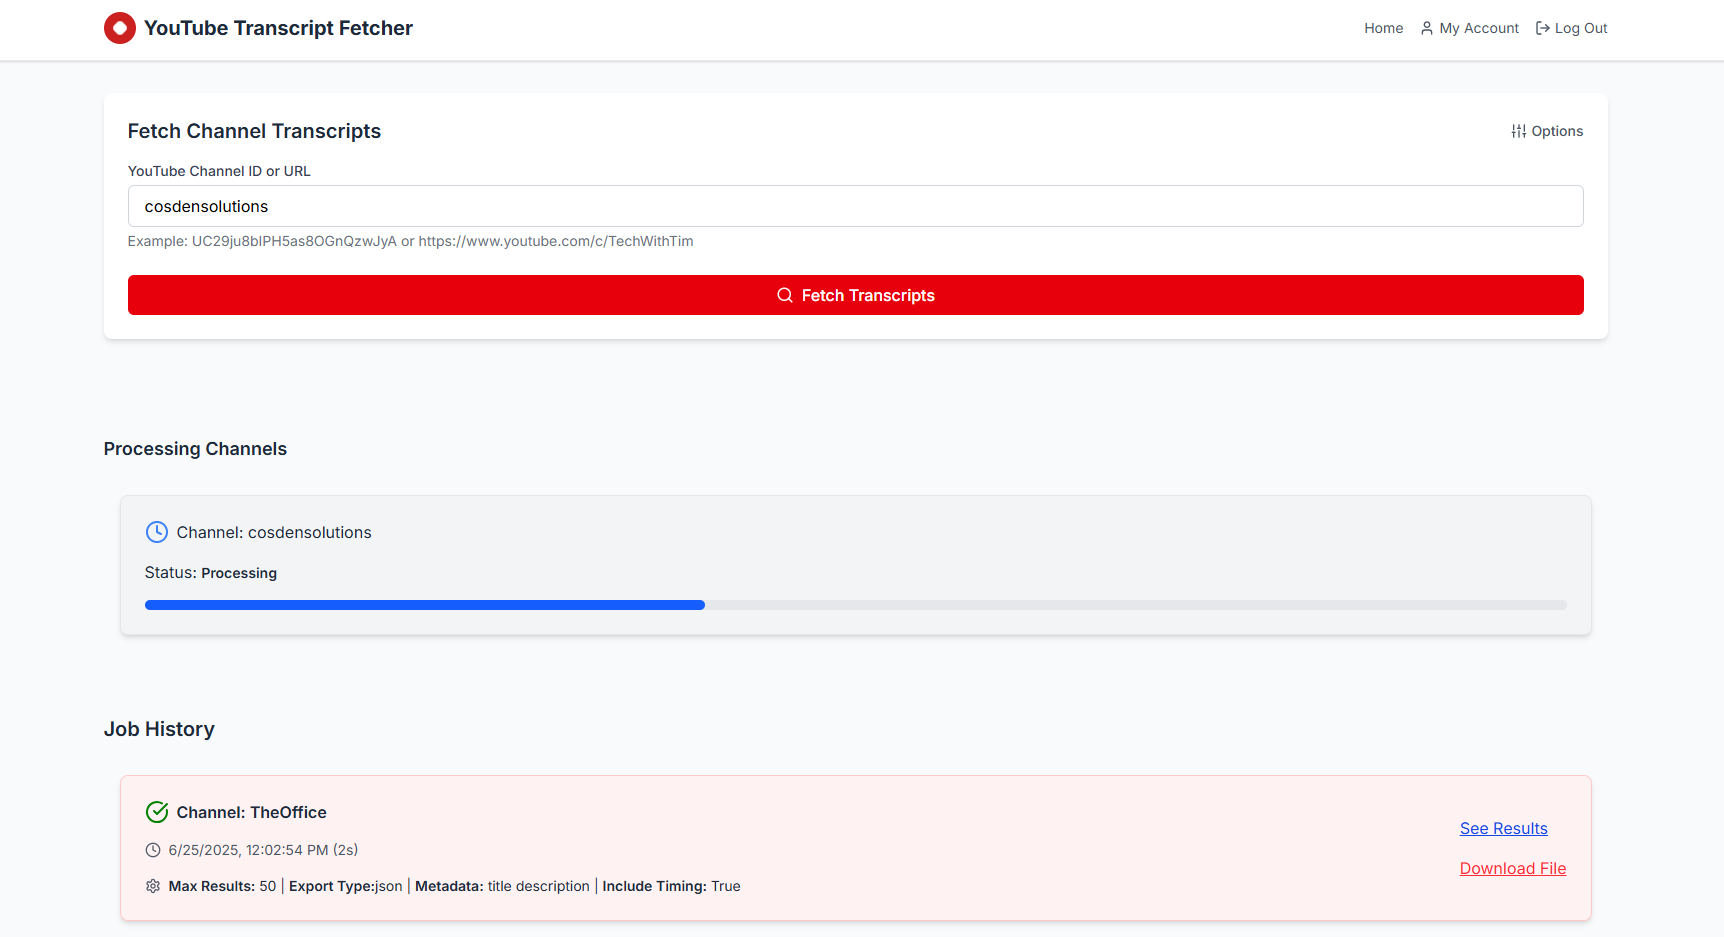 YouTube Transcript Fetcher
Home
My Account
Log Out
Fetch Channel Transcripts
Options
YouTube Channel ID or URL
cosdensolutions
Example: UC29ju8bIPH5as8OGnQzwJyA or https://www.youtube.com/c/TechWithTim
Fetch Transcripts
Processing Channels
Channel: cosdensolutions
Status: Processing
Job History
Channel: TheOffice
6/25/2025, 12:02:54 PM (2s)
Max Results: 50 | Export Type:json | Metadata: title description | Include Timing: True
See Results
Download File